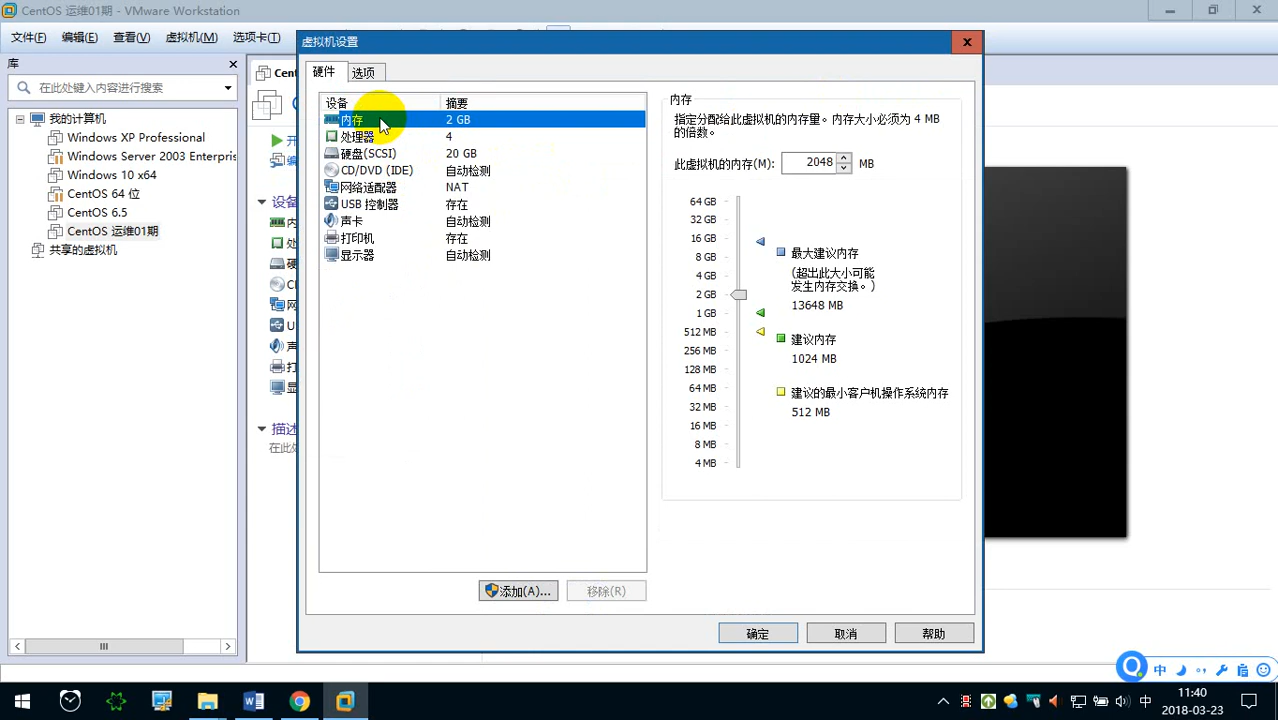 CentOS 运维01期 - VMware Workstation
文件(F) 编辑(E) 查看(V) 虚拟机(M) 选项卡(T)
虚拟机设置
库
在此处键入内容进行搜索
我的计算机
Windows XP Professional
Windows Server 2003 Enterpris
Windows 10 x64
CentOS 64 位
CentOS 6.5
CentOS 运维01期
共享的虚拟机
Cent
开
编
设备
内
处
硬
CI
网
U
声
打
显
描述
在此处
硬件 选项
设备 摘要
内存 2 GB
处理器 4
硬盘(SCSI) 20 GB
CD/DVD (IDE) 自动检测
网络适配器 NAT
USB 控制器 存在
声卡 自动检测
打印机 存在
显示器 自动检测
添加(A)... 移除(R)
内存
指定分配给此虚拟机的内存量。内存大小必须为 4 MB
的倍数。
此虚拟机的内存(M): 2048 MB
64 GB
32 GB
16 GB
8 GB
4 GB
2 GB
1 GB
512 MB
256 MB
128 MB
64 MB
32 MB
16 MB
8 MB
4 MB
最大建议内存
(超出此大小可能
发生内存交换。)
13648 MB
建议内存
1024 MB
建议的最小客户机操作系统内存
512 MB
确定 取消 帮助
中
中
11:40
2018-03-23